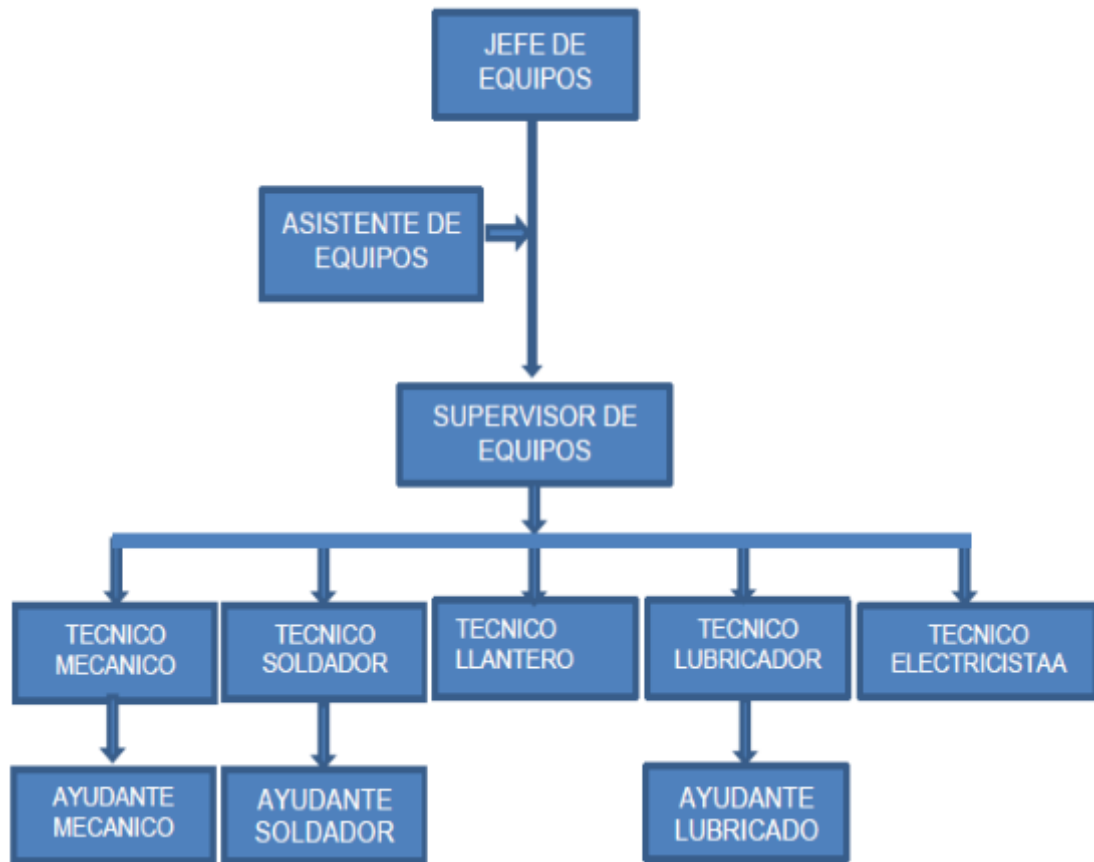 JEFE DE
EQUIPOS
ASISTENTE DE
EQUIPOS
SUPERVISOR DE
EQUIPOS
TECNICO
MECANICO
TECNICO
SOLDADOR
TECNICO
LLANTERO
TECNICO
LUBRICADOR
TECNICO
ELECTRICISTAA
AYUDANTE
MECANICO
AYUDANTE
SOLDADOR
AYUDANTE
LUBRICADO